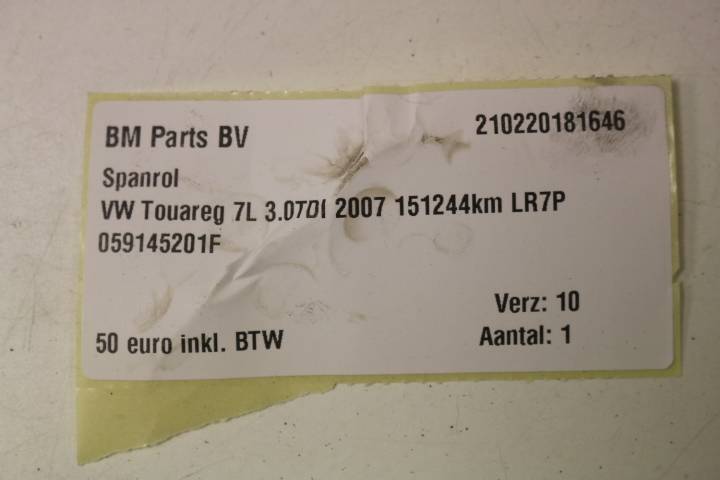 BM Parts BV 210220181646
Spanrol
VW Touareg 7L 3.0TDI 2007 151244km LR7P
059145201F
Verz: 10
50 euro inkl. BTW Aantal: 1